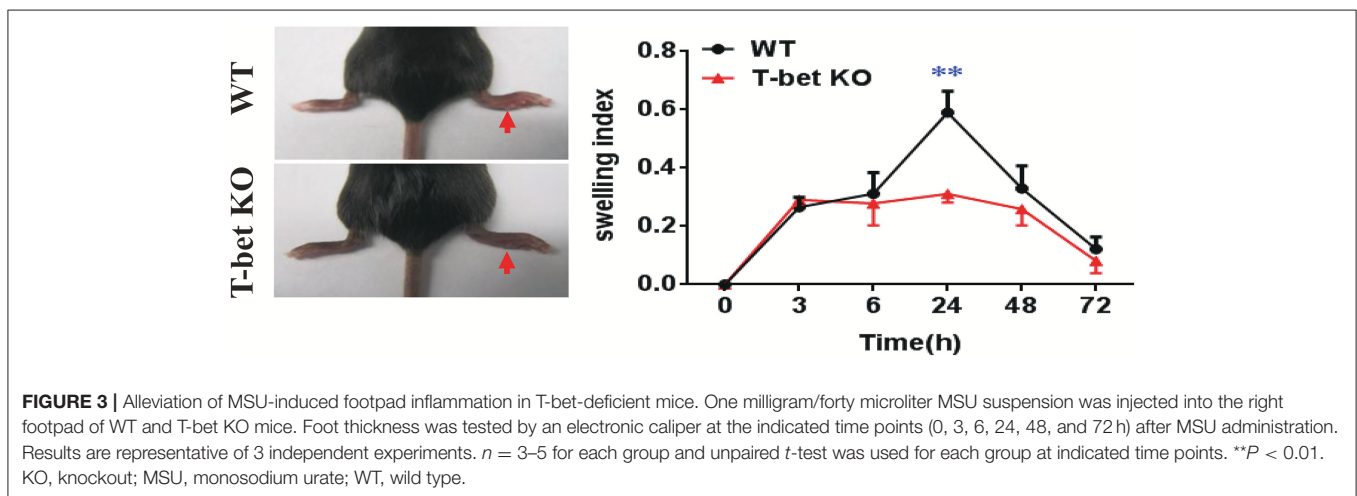 WT
T-bet KO
WT
T-bet KO
**
0.8
0.6
0.4
0.2
0.0
swelling index
0 3 6 24 48 72
Time(h)
FIGURE 3 | Alleviation of MSU-induced footpad inflammation in T-bet-deficient mice. One milligram/forty microliter MSU suspension was injected into the right
footpad of WT and T-bet KO mice. Foot thickness was tested by an electronic caliper at the indicated time points (0, 3, 6, 24, 48, and 72 h) after MSU administration.
Results are representative of 3 independent experiments. n = 3–5 for each group and unpaired t-test was used for each group at indicated time points. **P < 0.01.
KO, knockout; MSU, monosodium urate; WT, wild type.